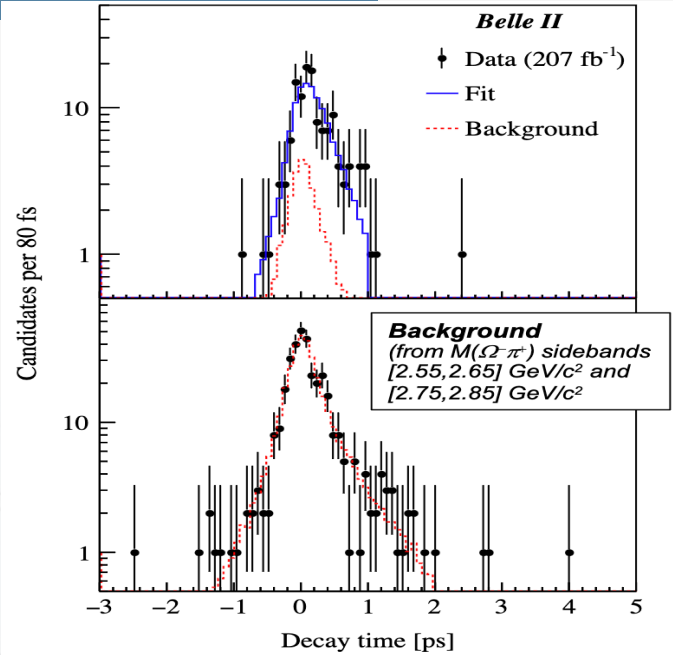 Belle II
Data (207 fb⁻¹)
Fit
Background
10
1
Candidates per 80 fs
Background
(from M(Ω⁻π⁺) sidebands
[2.55,2.65] GeV/c² and
[2.75,2.85] GeV/c²
10
1
−3 −2 −1 0 1 2 3 4 5
Decay time [ps]